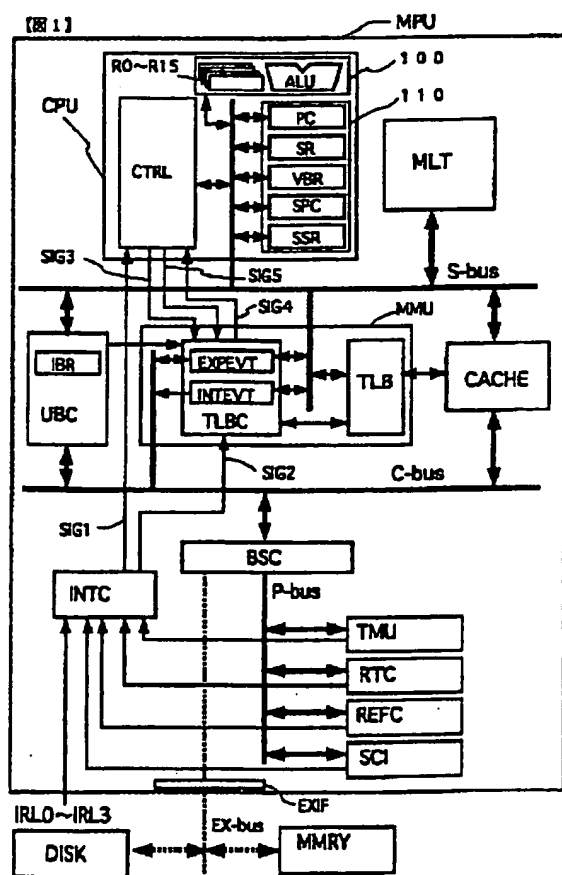 【図1】
MPU
R0〜R15
ALU
100
110
CPU
CTRL
PC
SR
VBR
SPC
SSR
MLT
SIG3
SIG5
S-bus
SIG4
MMU
IBR
UBC
EXPEVT
INTEVT
TLBC
TLB
CACHE
SIG2
C-bus
SIG1
BSC
INTC
P-bus
TMU
RTC
REFC
SCI
EXIF
IRL0〜IRL3
EX-bus
DISK
MMRY